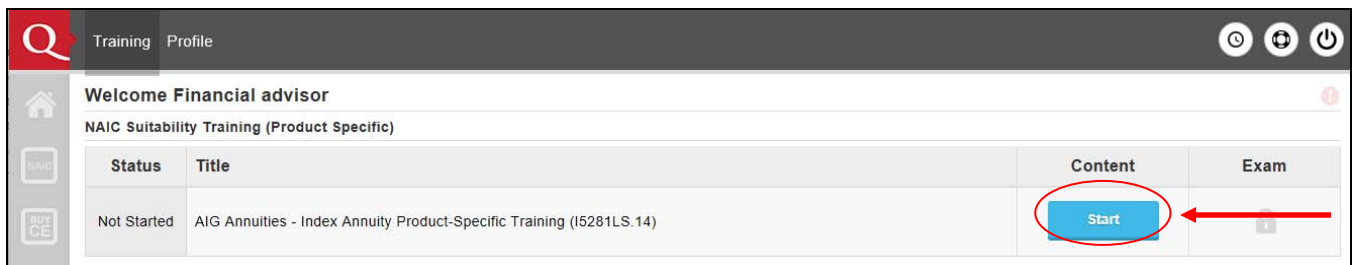 Q Training Profile
Welcome Financial advisor
NAIC Suitability Training (Product Specific)
NAIC
Status Title Content Exam
BUY
CE
Not Started AIG Annuities - Index Annuity Product-Specific Training (I5281LS.14) Start